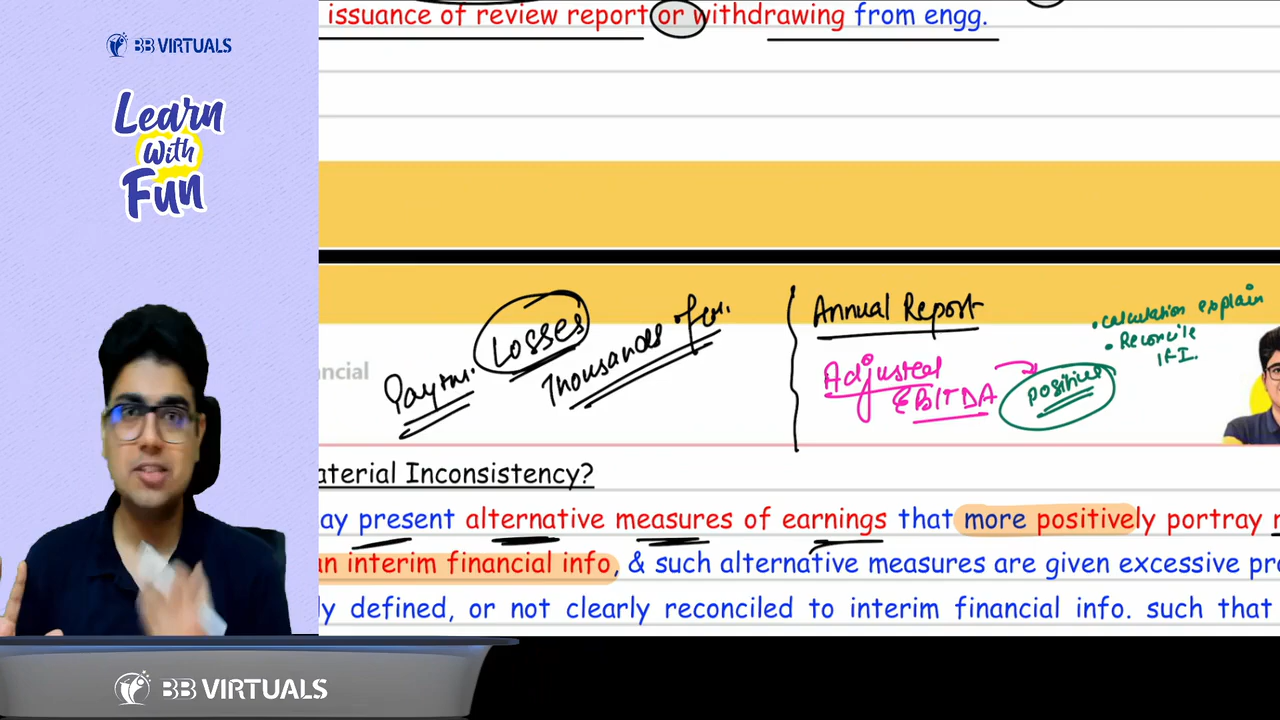 issuance of review report or withdrawing from engg.
BB VIRTUALS
Learn
With
Fun
Paytm.
Losses
Thousands of cr.
Annual Report
Adjusted
EBITDA
positive
• calculation explain
• Reconcile
IFI.
ncial
aterial Inconsistency?
ay present alternative measures of earnings that more positively portray
an interim financial info, & such alternative measures are given excessive pr
ly defined, or not clearly reconciled to interim financial info. such that
BB VIRTUALS